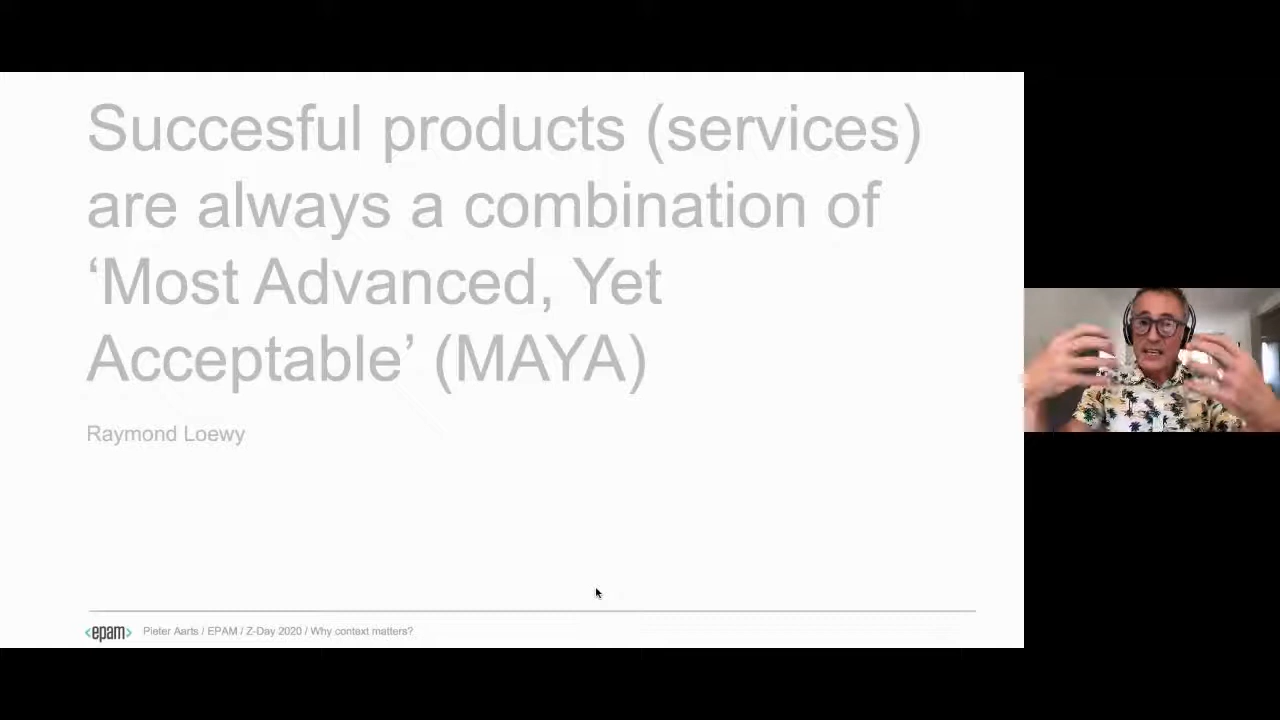 Succesful products (services)
are always a combination of
‘Most Advanced, Yet
Acceptable’ (MAYA)
Raymond Loewy
<epam> Pieter Aarts / EPAM / Z-Day 2020 / Why context matters?